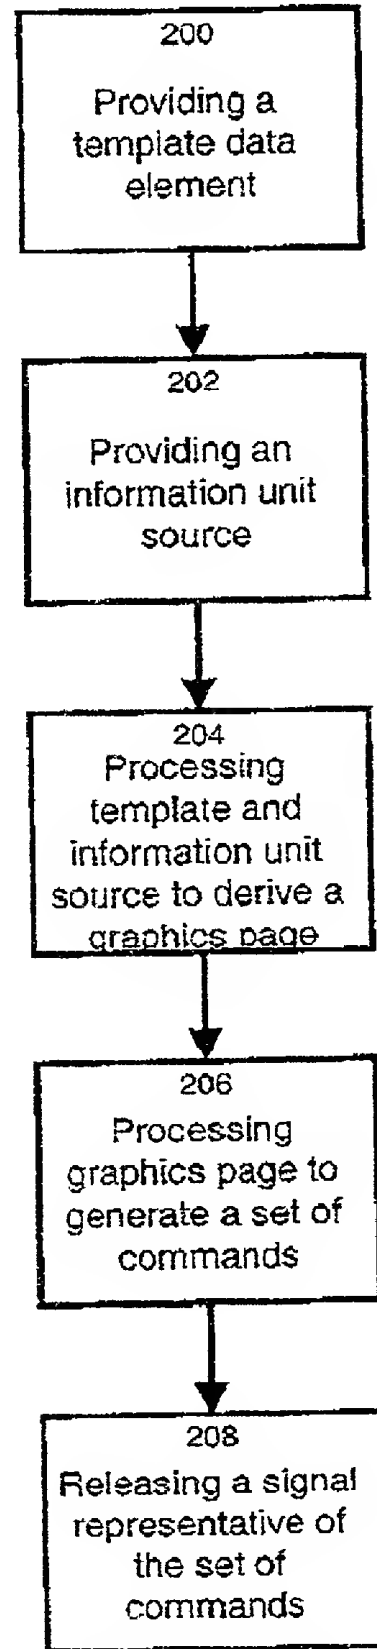 200
Providing a
template data
element
202
Providing an
information unit
source
204
Processing
template and
information unit
source to derive a
graphics page
206
Processing
graphics page to
generate a set of
commands
208
Releasing a signal
representative of
the set of
commands